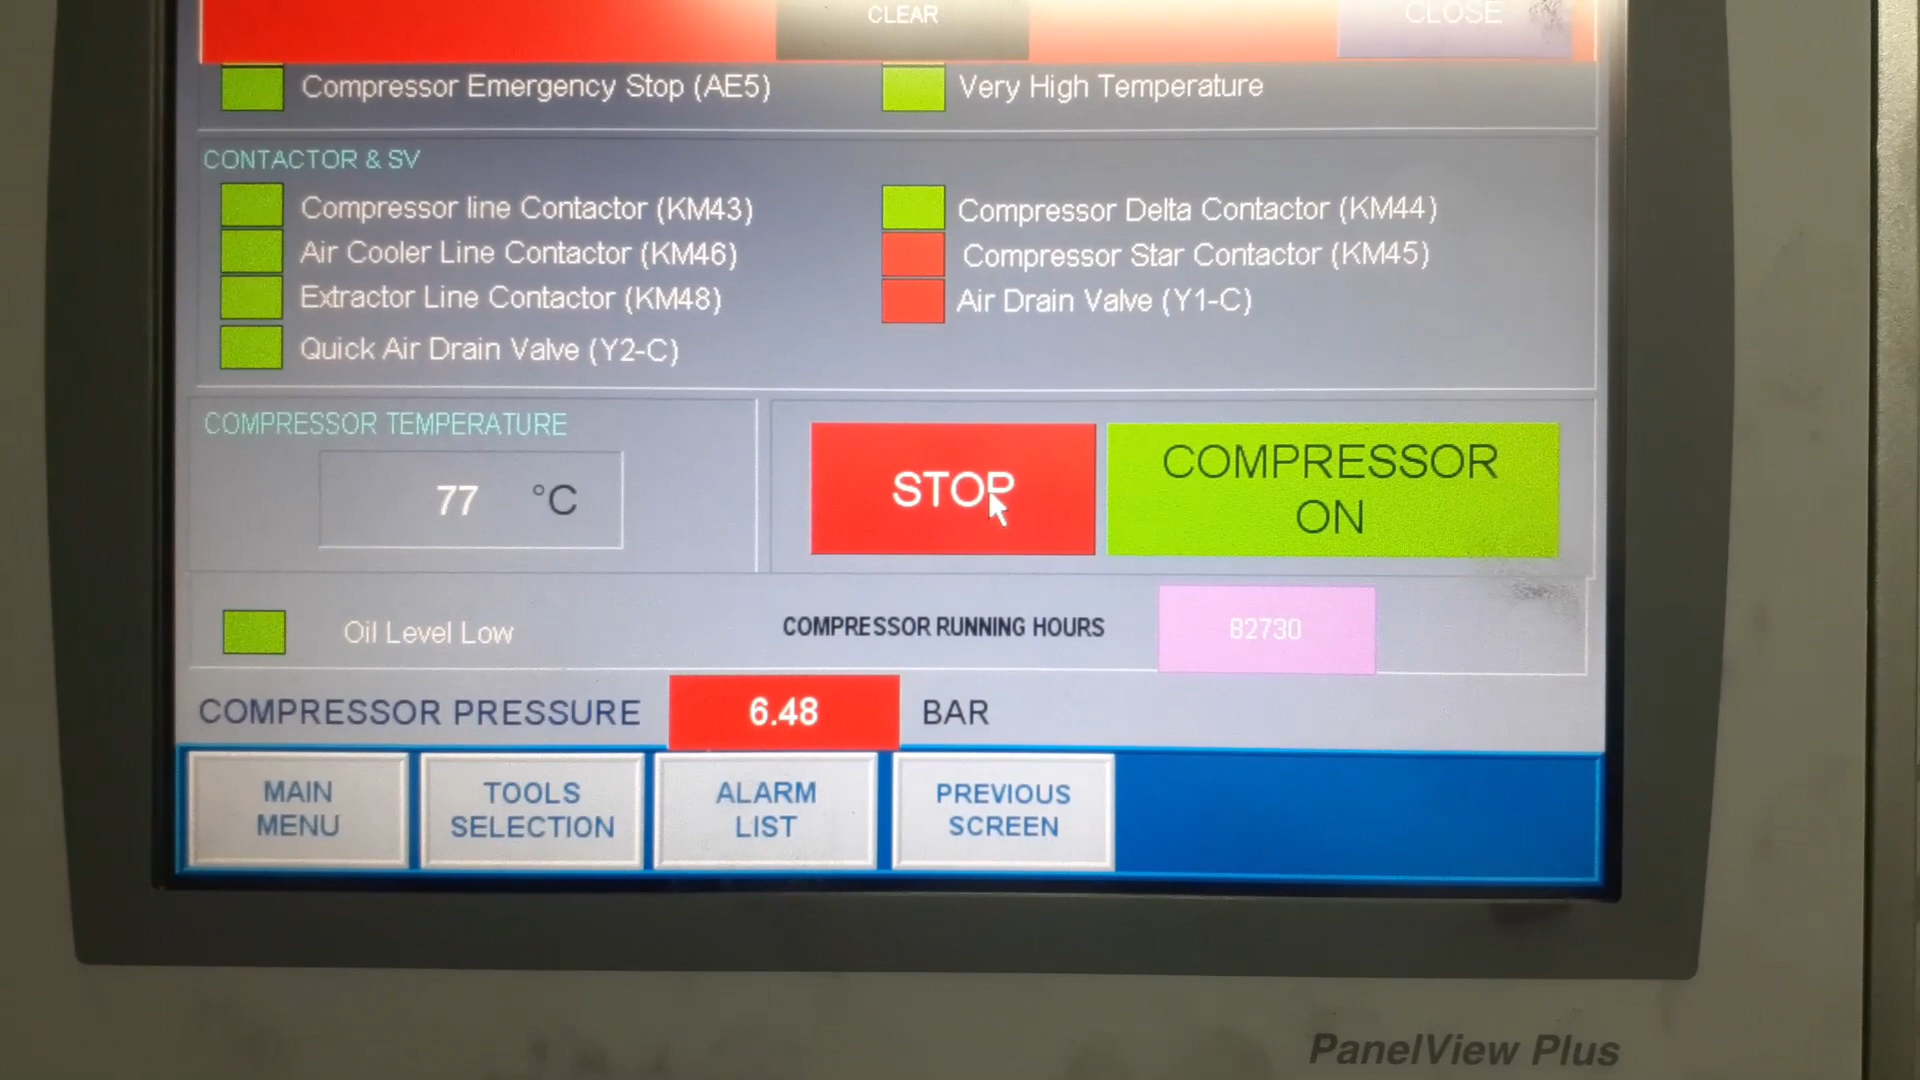 CLEAR CLOSE
Compressor Emergency Stop (AE5) Very High Temperature
CONTACTOR & SV
Compressor line Contactor (KM43) Compressor Delta Contactor (KM44)
Air Cooler Line Contactor (KM46) Compressor Star Contactor (KM45)
Extractor Line Contactor (KM48) Air Drain Valve (Y1-C)
Quick Air Drain Valve (Y2-C)
COMPRESSOR TEMPERATURE
77 °C
STOP
COMPRESSOR
ON
Oil Level Low COMPRESSOR RUNNING HOURS 82730
COMPRESSOR PRESSURE 6.48 BAR
MAIN
MENU
TOOLS
SELECTION
ALARM
LIST
PREVIOUS
SCREEN
PanelView Plus